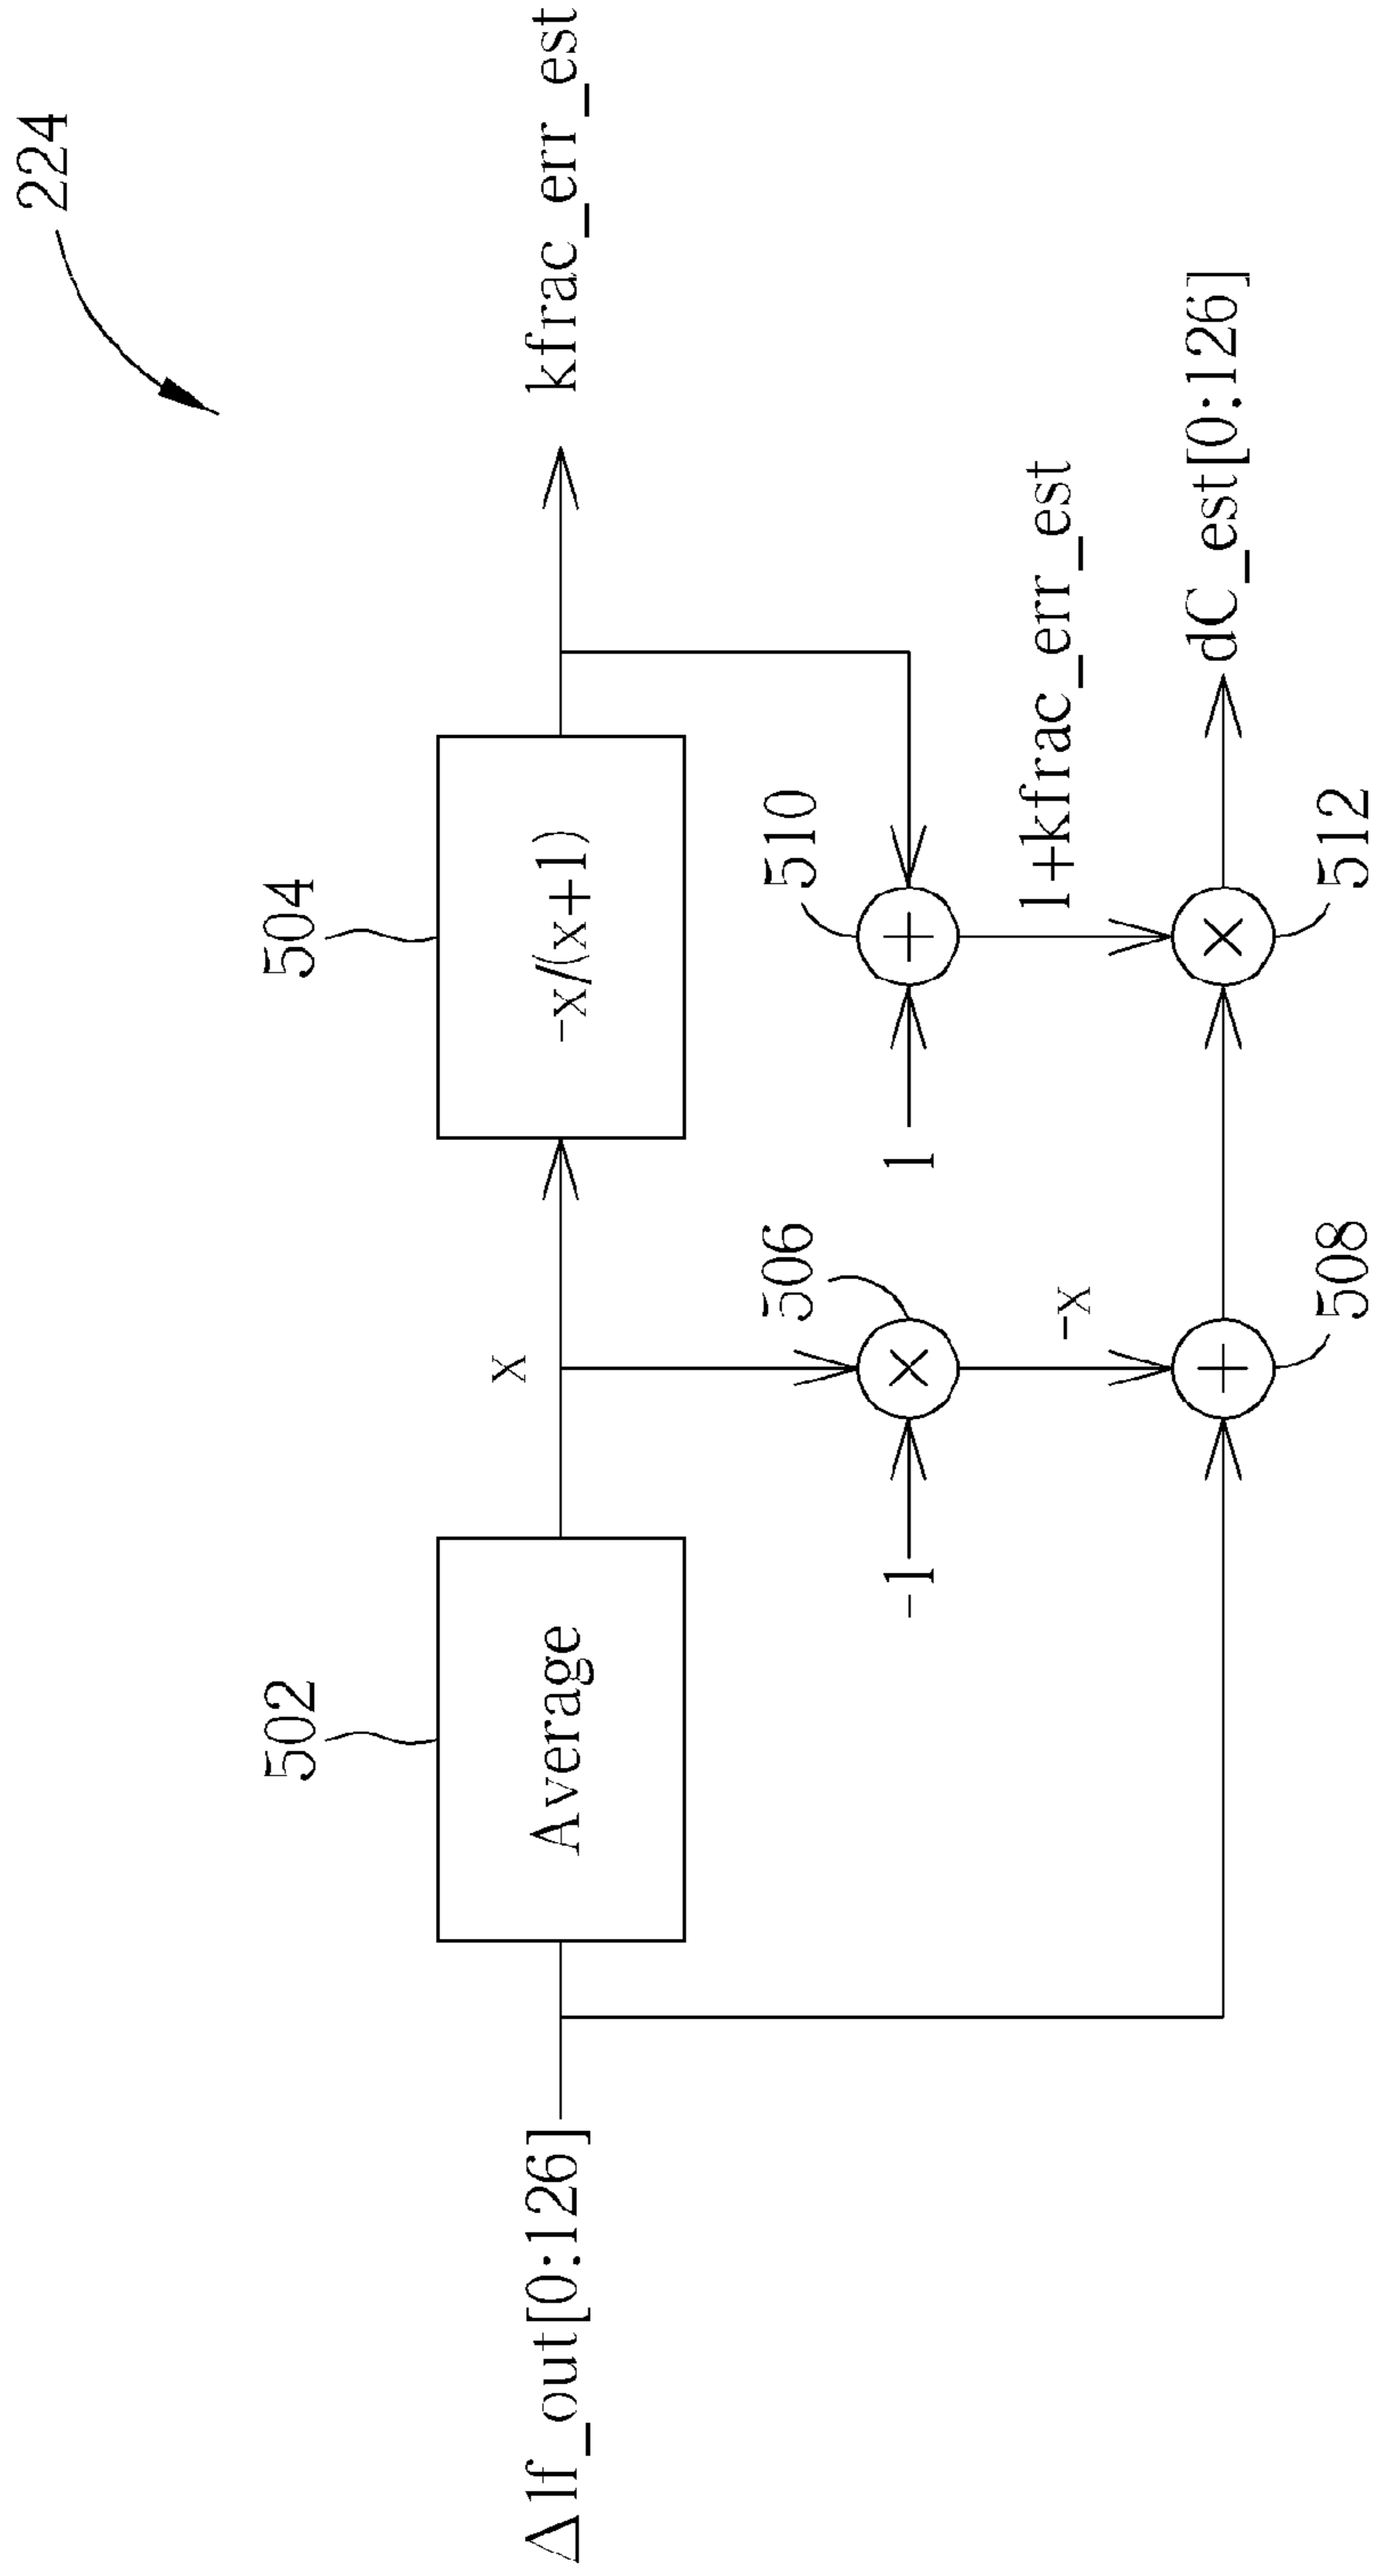 224
502
504
Δlf_out[0:126]
Average
x
-x/(x+1)
kfrac_err_est
506
510
-1
1
-x
1+kfrac_err_est
dC_est[0:126]
508
512